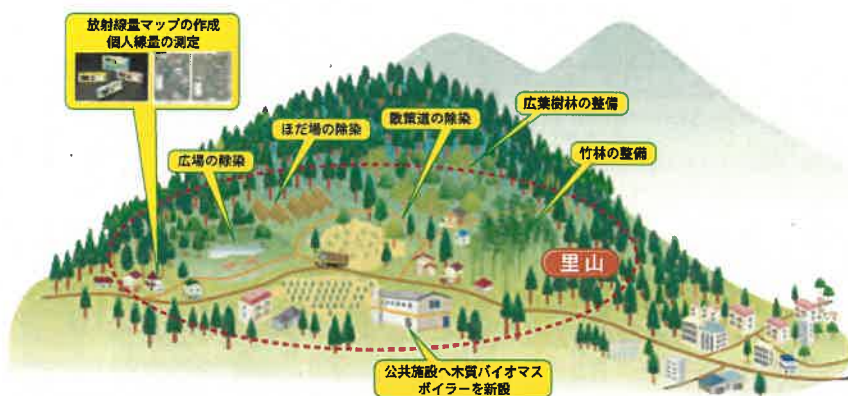 放射線量マップの作成
個人線量の測定
広葉樹林の整備
ほだ場の除染
散策道の除染
広場の除染
竹林の整備
里山
公共施設へ木質バイオマス
ボイラーを新設